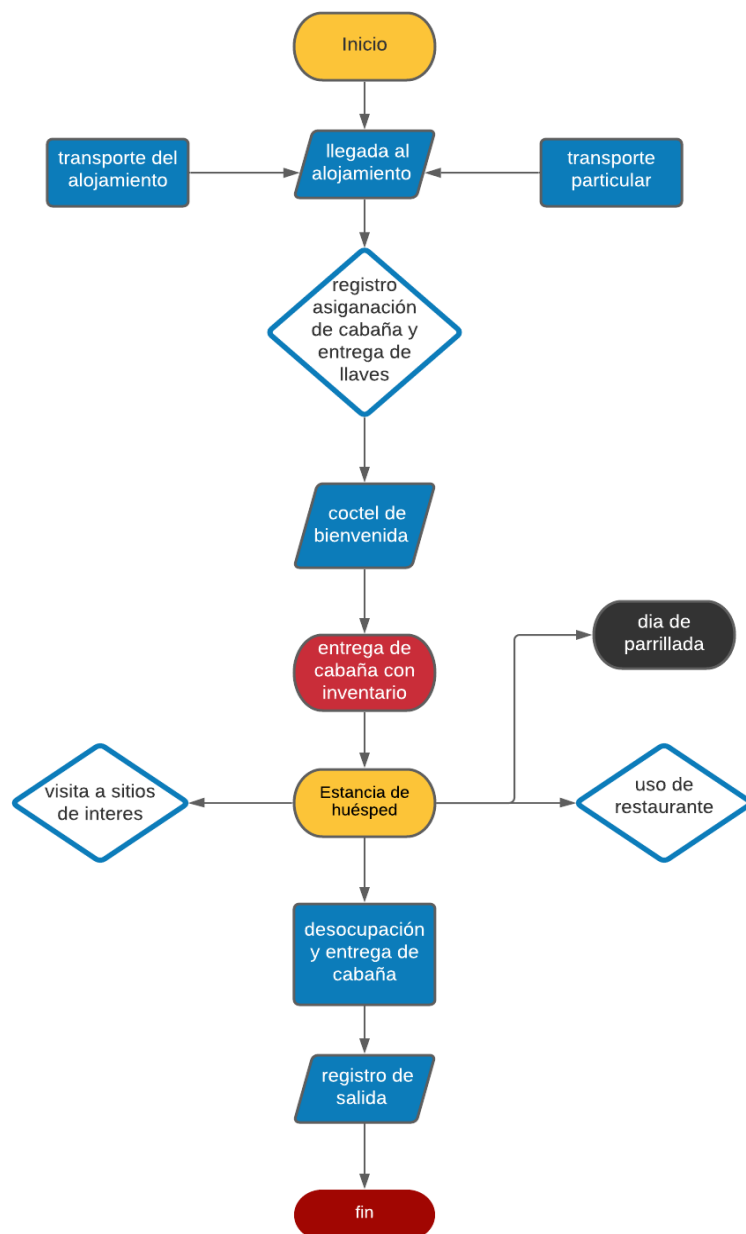 Inicio
transporte del
alojamiento
llegada al
alojamiento
transporte
particular
registro
asiganación
de cabaña y
entrega de
llaves
coctel de
bienvenida
entrega de
cabaña con
inventario
dia de
parrillada
visita a sitios
de interes
Estancia de
huésped
uso de
restaurante
desocupación
y entrega de
cabaña
registro de
salida
fin